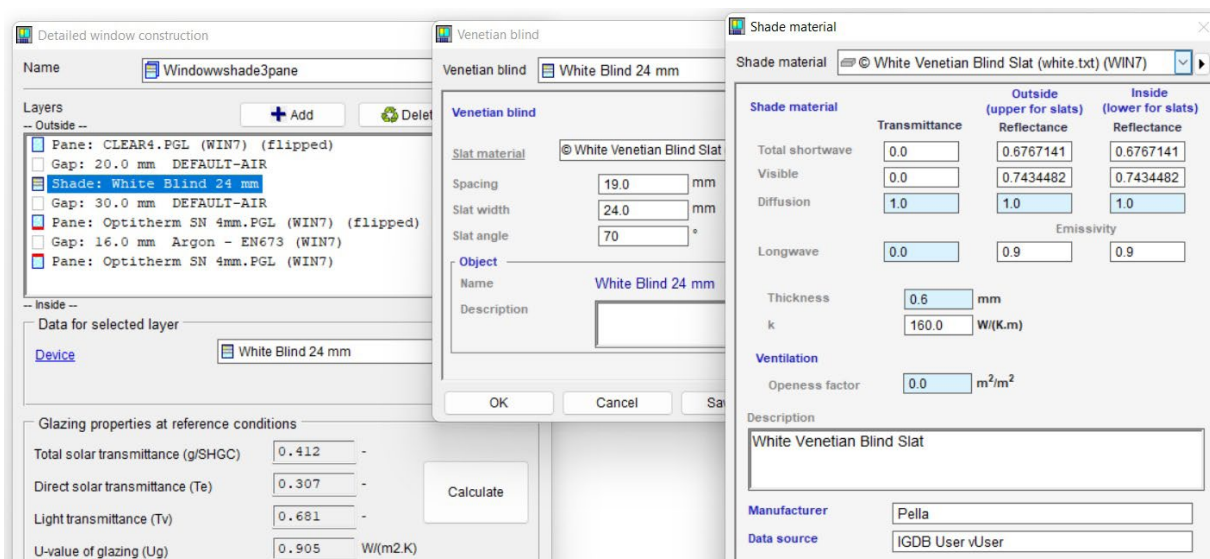 Detailed window construction
Name Windowwshade3pane
Layers
-- Outside --
Add Delet
Pane: CLEAR4.PGL (WIN7) (flipped)
Gap: 20.0 mm DEFAULT-AIR
Shade: White Blind 24 mm
Gap: 30.0 mm DEFAULT-AIR
Pane: Optitherm SN 4mm.PGL (WIN7) (flipped)
Gap: 16.0 mm Argon - EN673 (WIN7)
Pane: Optitherm SN 4mm.PGL (WIN7)
-- Inside --
Data for selected layer
Device White Blind 24 mm
Glazing properties at reference conditions
Total solar transmittance (g/SHGC) 0.412 -
Direct solar transmittance (Te) 0.307 -
Light transmittance (Tv) 0.681 -
U-value of glazing (Ug) 0.905 W/(m2.K)
Calculate
Venetian blind
Venetian blind White Blind 24 mm
Venetian blind
Slat material © White Venetian Blind Slat
Spacing 19.0 mm
Slat width 24.0 mm
Slat angle 70 °
Object
Name White Blind 24 mm
Description
OK Cancel Sa
Shade material
Shade material © White Venetian Blind Slat (white.txt) (WIN7)
Shade material
Outside Inside
(upper for slats) (lower for slats)
Transmittance Reflectance Reflectance
Total shortwave 0.0 0.6767141 0.6767141
Visible 0.0 0.7434482 0.7434482
Diffusion 1.0 1.0 1.0
Emissivity
Longwave 0.0 0.9 0.9
Thickness 0.6 mm
k 160.0 W/(K.m)
Ventilation
Openess factor 0.0 m²/m²
Description
White Venetian Blind Slat
Manufacturer Pella
Data source IGDB User vUser